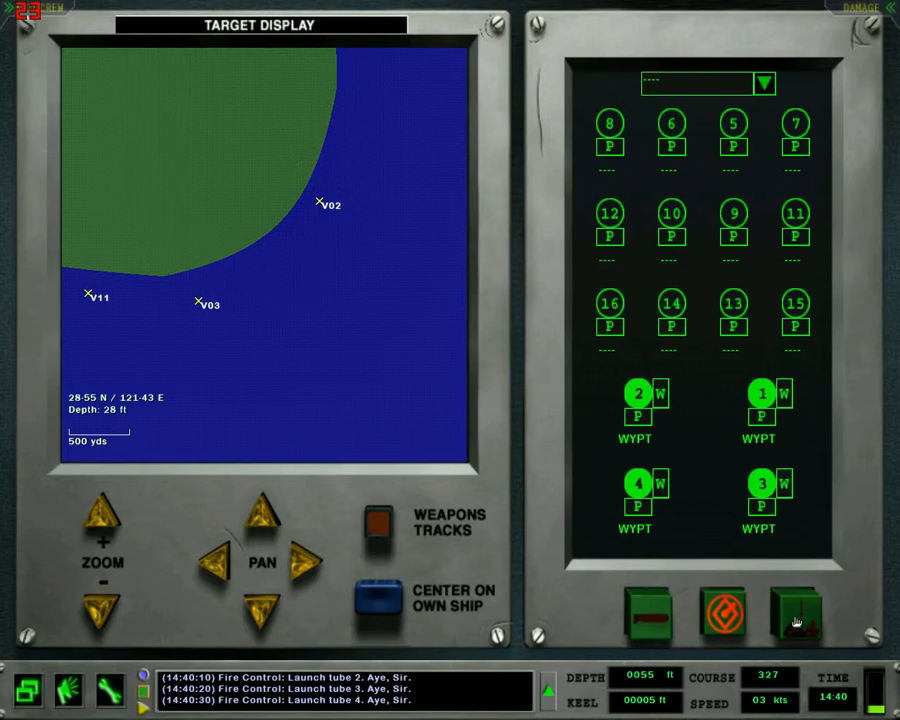 23
CREW
DAMAGE
TARGET DISPLAY
V02
V11
V03
28-55 N / 121-43 E
Depth: 28 ft
500 yds
+
ZOOM
-
PAN
WEAPONS
TRACKS
CENTER ON
OWN SHIP
----
8 6 5 7
P P P P
---- ---- ---- ----
12 10 9 11
P P P P
---- ---- ---- ----
16 14 13 15
P P P P
---- ---- ---- ----
2 W 1 W
P P
WYPT WYPT
4 W 3 W
P P
WYPT WYPT
(14:40:10) Fire Control: Launch tube 2. Aye, Sir.
(14:40:20) Fire Control: Launch tube 3. Aye, Sir.
(14:40:30) Fire Control: Launch tube 4. Aye, Sir.
DEPTH 0055 ft COURSE 327 TIME
KEEL 00005 ft SPEED 03 kts 14:40